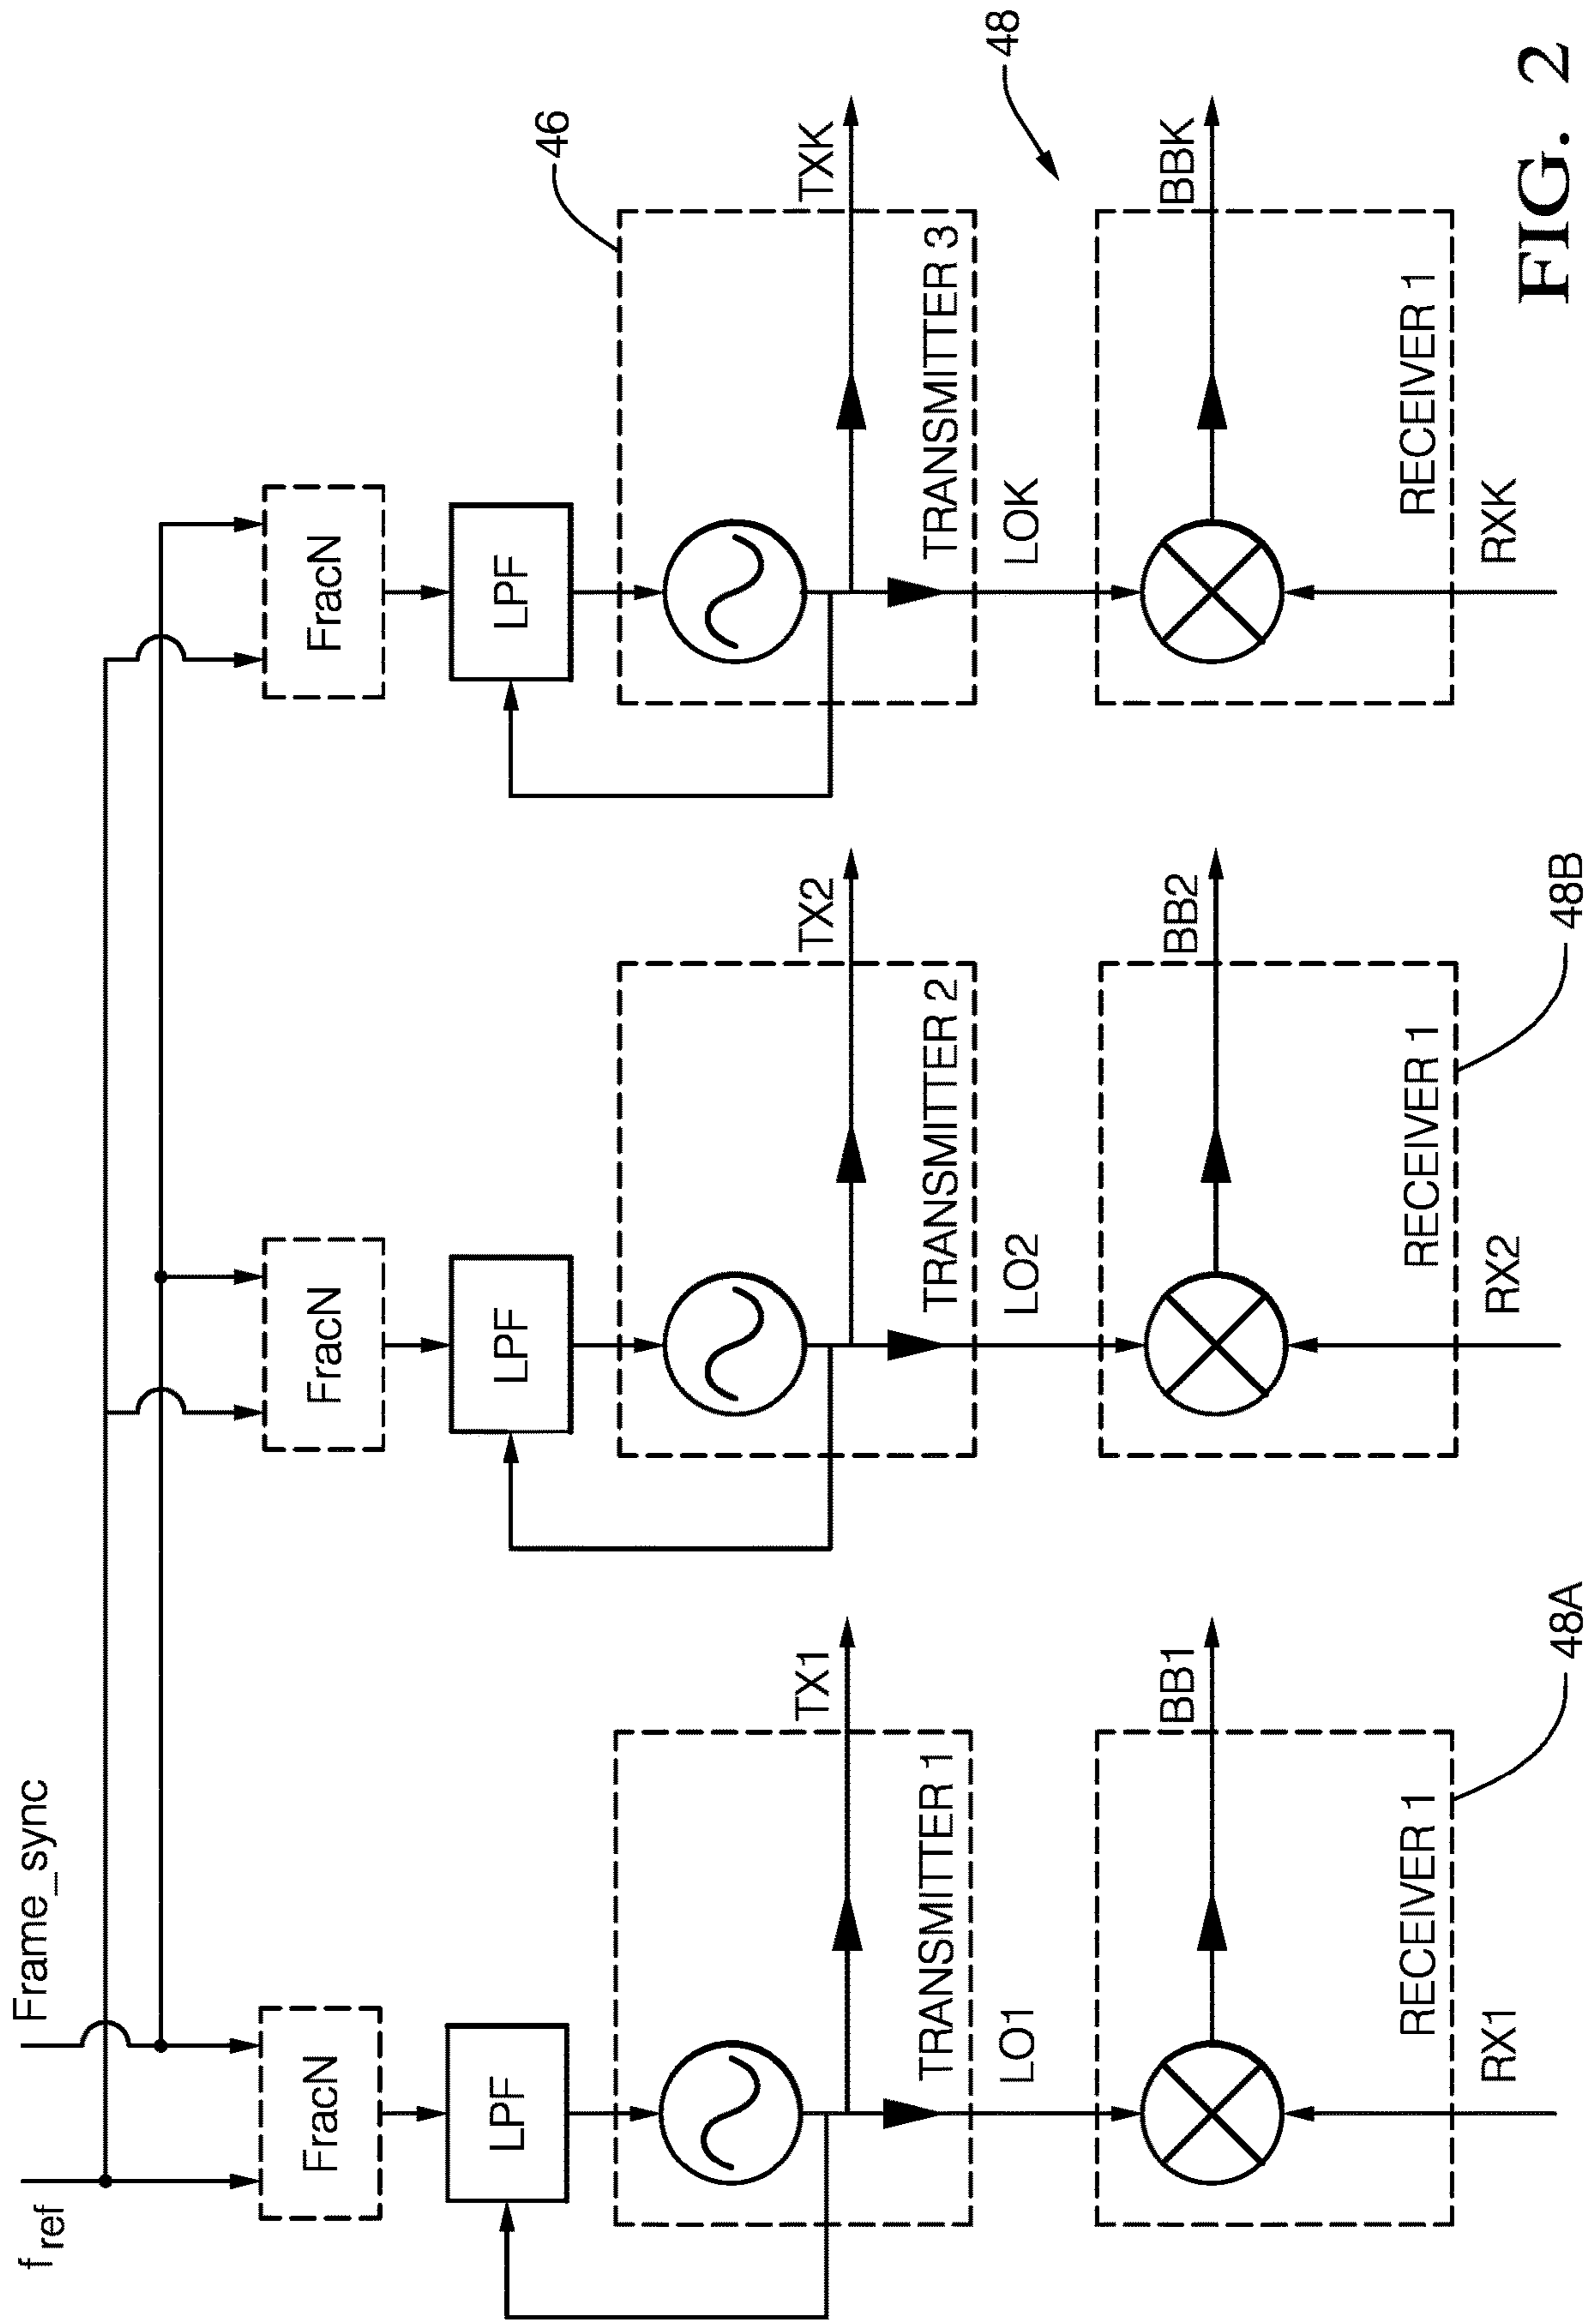 f ref
Frame_sync
FracN
FracN
FracN
LPF
LPF
LPF
46
TX1
TX2
TXK
TRANSMITTER 1
TRANSMITTER 2
TRANSMITTER 3
LO1
LO2
LOK
48
BB1
BB2
BBK
RECEIVER 1
RECEIVER 1
RECEIVER 1
RX1
RX2
RXK
48A
48B
FIG. 2